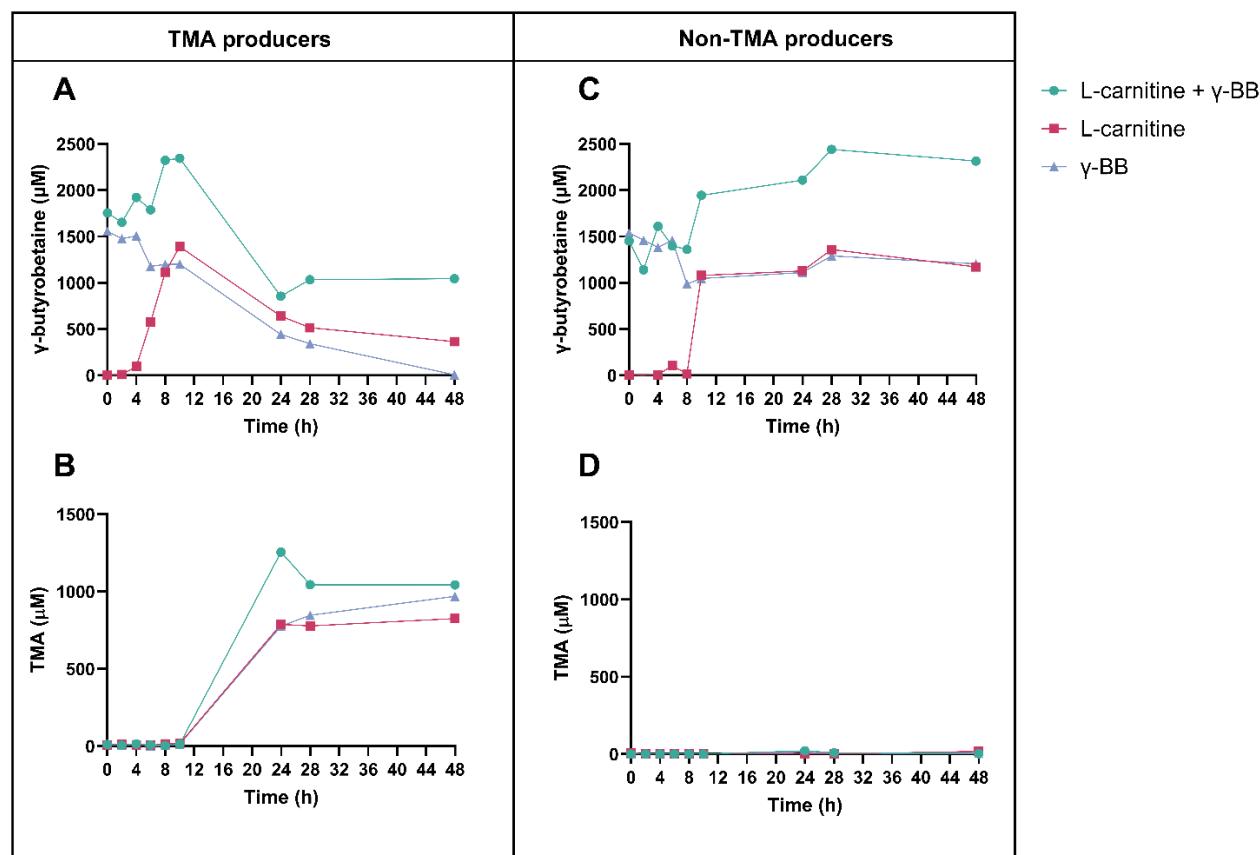 TMA producers
Non-TMA producers
A
2500
2000
1500
1000
500
0
γ-butyrobetaine (μM)
0 4 8 12 16 20 24 28 32 36 40 44 48
Time (h)
C
2500
2000
1500
1000
500
0
γ-butyrobetaine (μM)
0 4 8 12 16 20 24 28 32 36 40 44 48
Time (h)
L-carnitine + γ-BB
L-carnitine
γ-BB
B
1500
1000
500
0
TMA (μM)
0 4 8 12 16 20 24 28 32 36 40 44 48
Time (h)
D
1500
1000
500
0
TMA (μM)
0 4 8 12 16 20 24 28 32 36 40 44 48
Time (h)